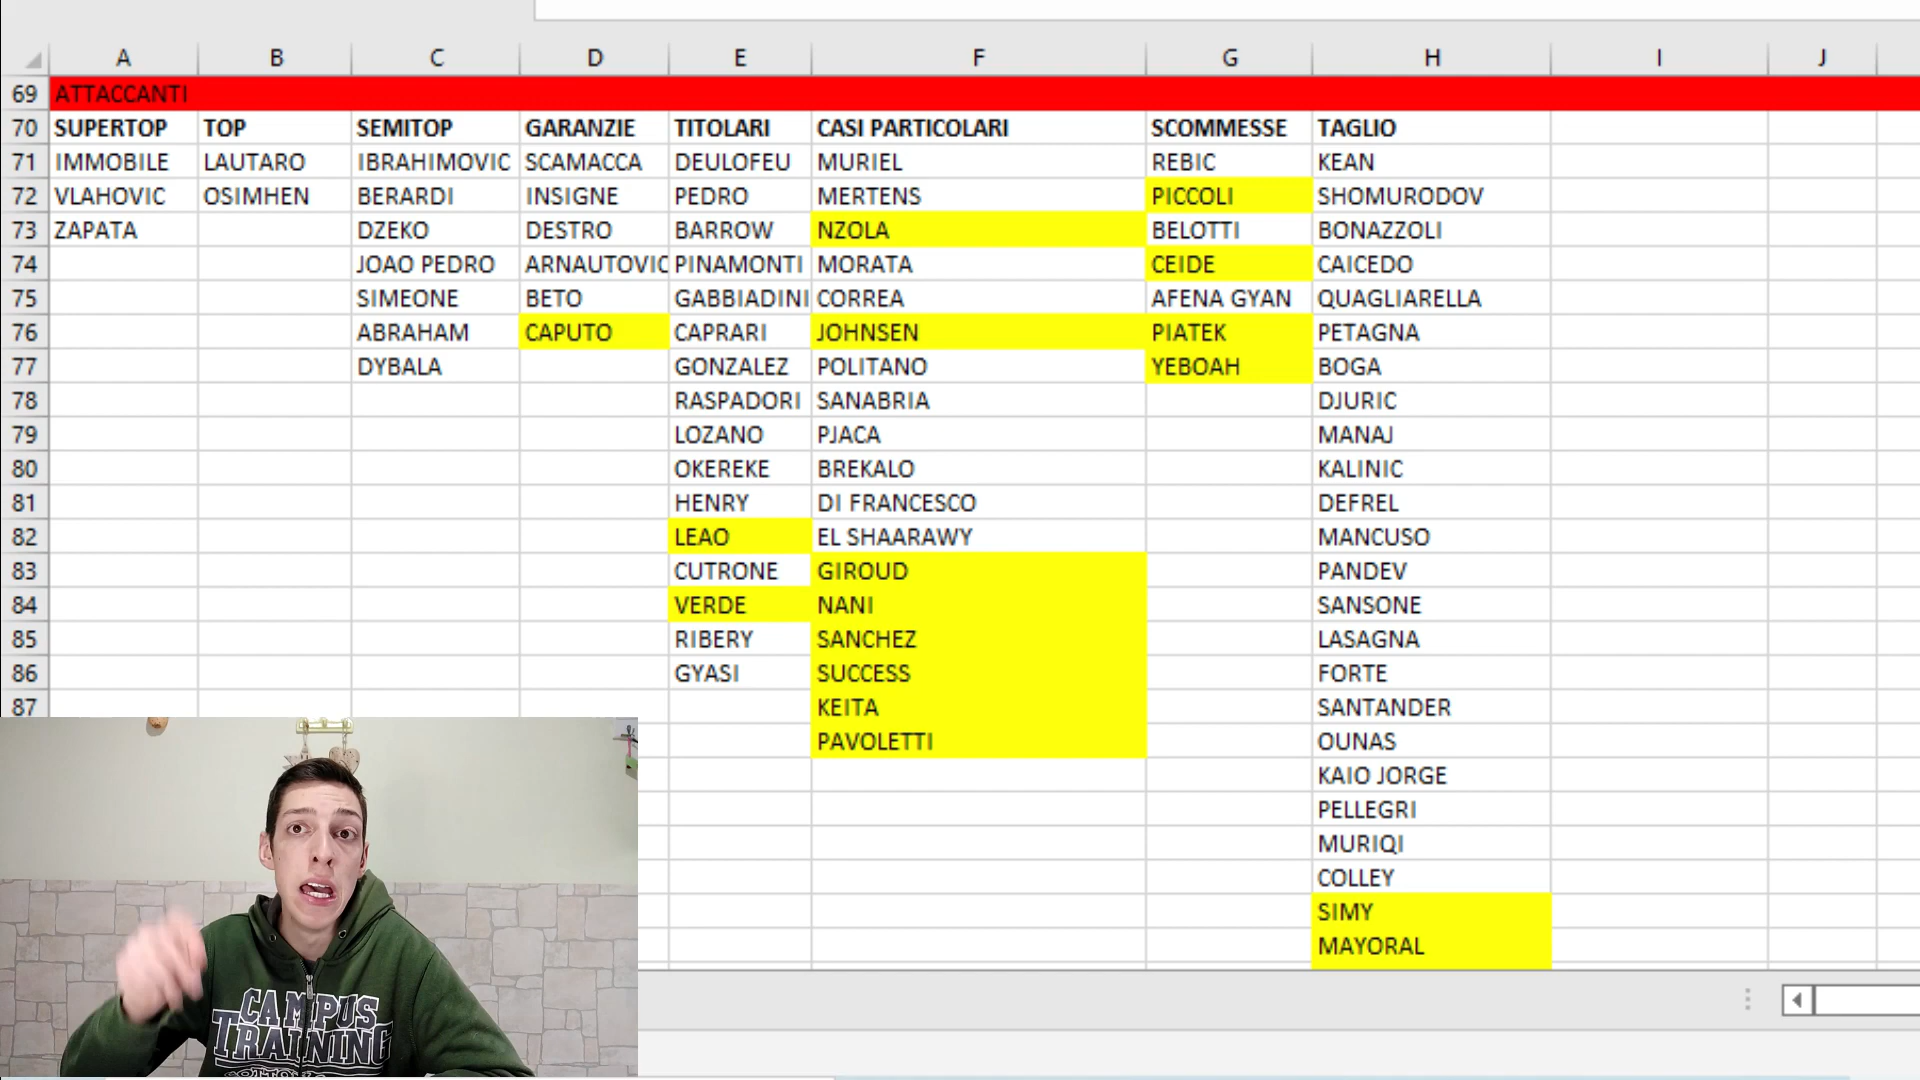 A B C D E F G H I J
69 ATTACCANTI
70 SUPERTOP TOP SEMITOP GARANZIE TITOLARI CASI PARTICOLARI SCOMMESSE TAGLIO
71 IMMOBILE LAUTARO IBRAHIMOVIC SCAMACCA DEULOFEU MURIEL REBIC KEAN
72 VLAHOVIC OSIMHEN BERARDI INSIGNE PEDRO MERTENS PICCOLI SHOMURODOV
73 ZAPATA DZEKO DESTRO BARROW NZOLA BELOTTI BONAZZOLI
74 JOAO PEDRO ARNAUTOVIC PINAMONTI MORATA CEIDE CAICEDO
75 SIMEONE BETO GABBIADINI CORREA AFENA GYAN QUAGLIARELLA
76 ABRAHAM CAPUTO CAPRARI JOHNSEN PIATEK PETAGNA
77 DYBALA GONZALEZ POLITANO YEBOAH BOGA
78 RASPADORI SANABRIA DJURIC
79 LOZANO PJACA MANAJ
80 OKEREKE BREKALO KALINIC
81 HENRY DI FRANCESCO DEFREL
82 LEAO EL SHAARAWY MANCUSO
83 CUTRONE GIROUD PANDEV
84 VERDE NANI SANSONE
85 RIBERY SANCHEZ LASAGNA
86 GYASI SUCCESS FORTE
87 KEITA SANTANDER
PAVOLETTI OUNAS
KAIO JORGE
PELLEGRI
MURIQI
COLLEY
SIMY
MAYORAL
CAMPUS
TRAINING